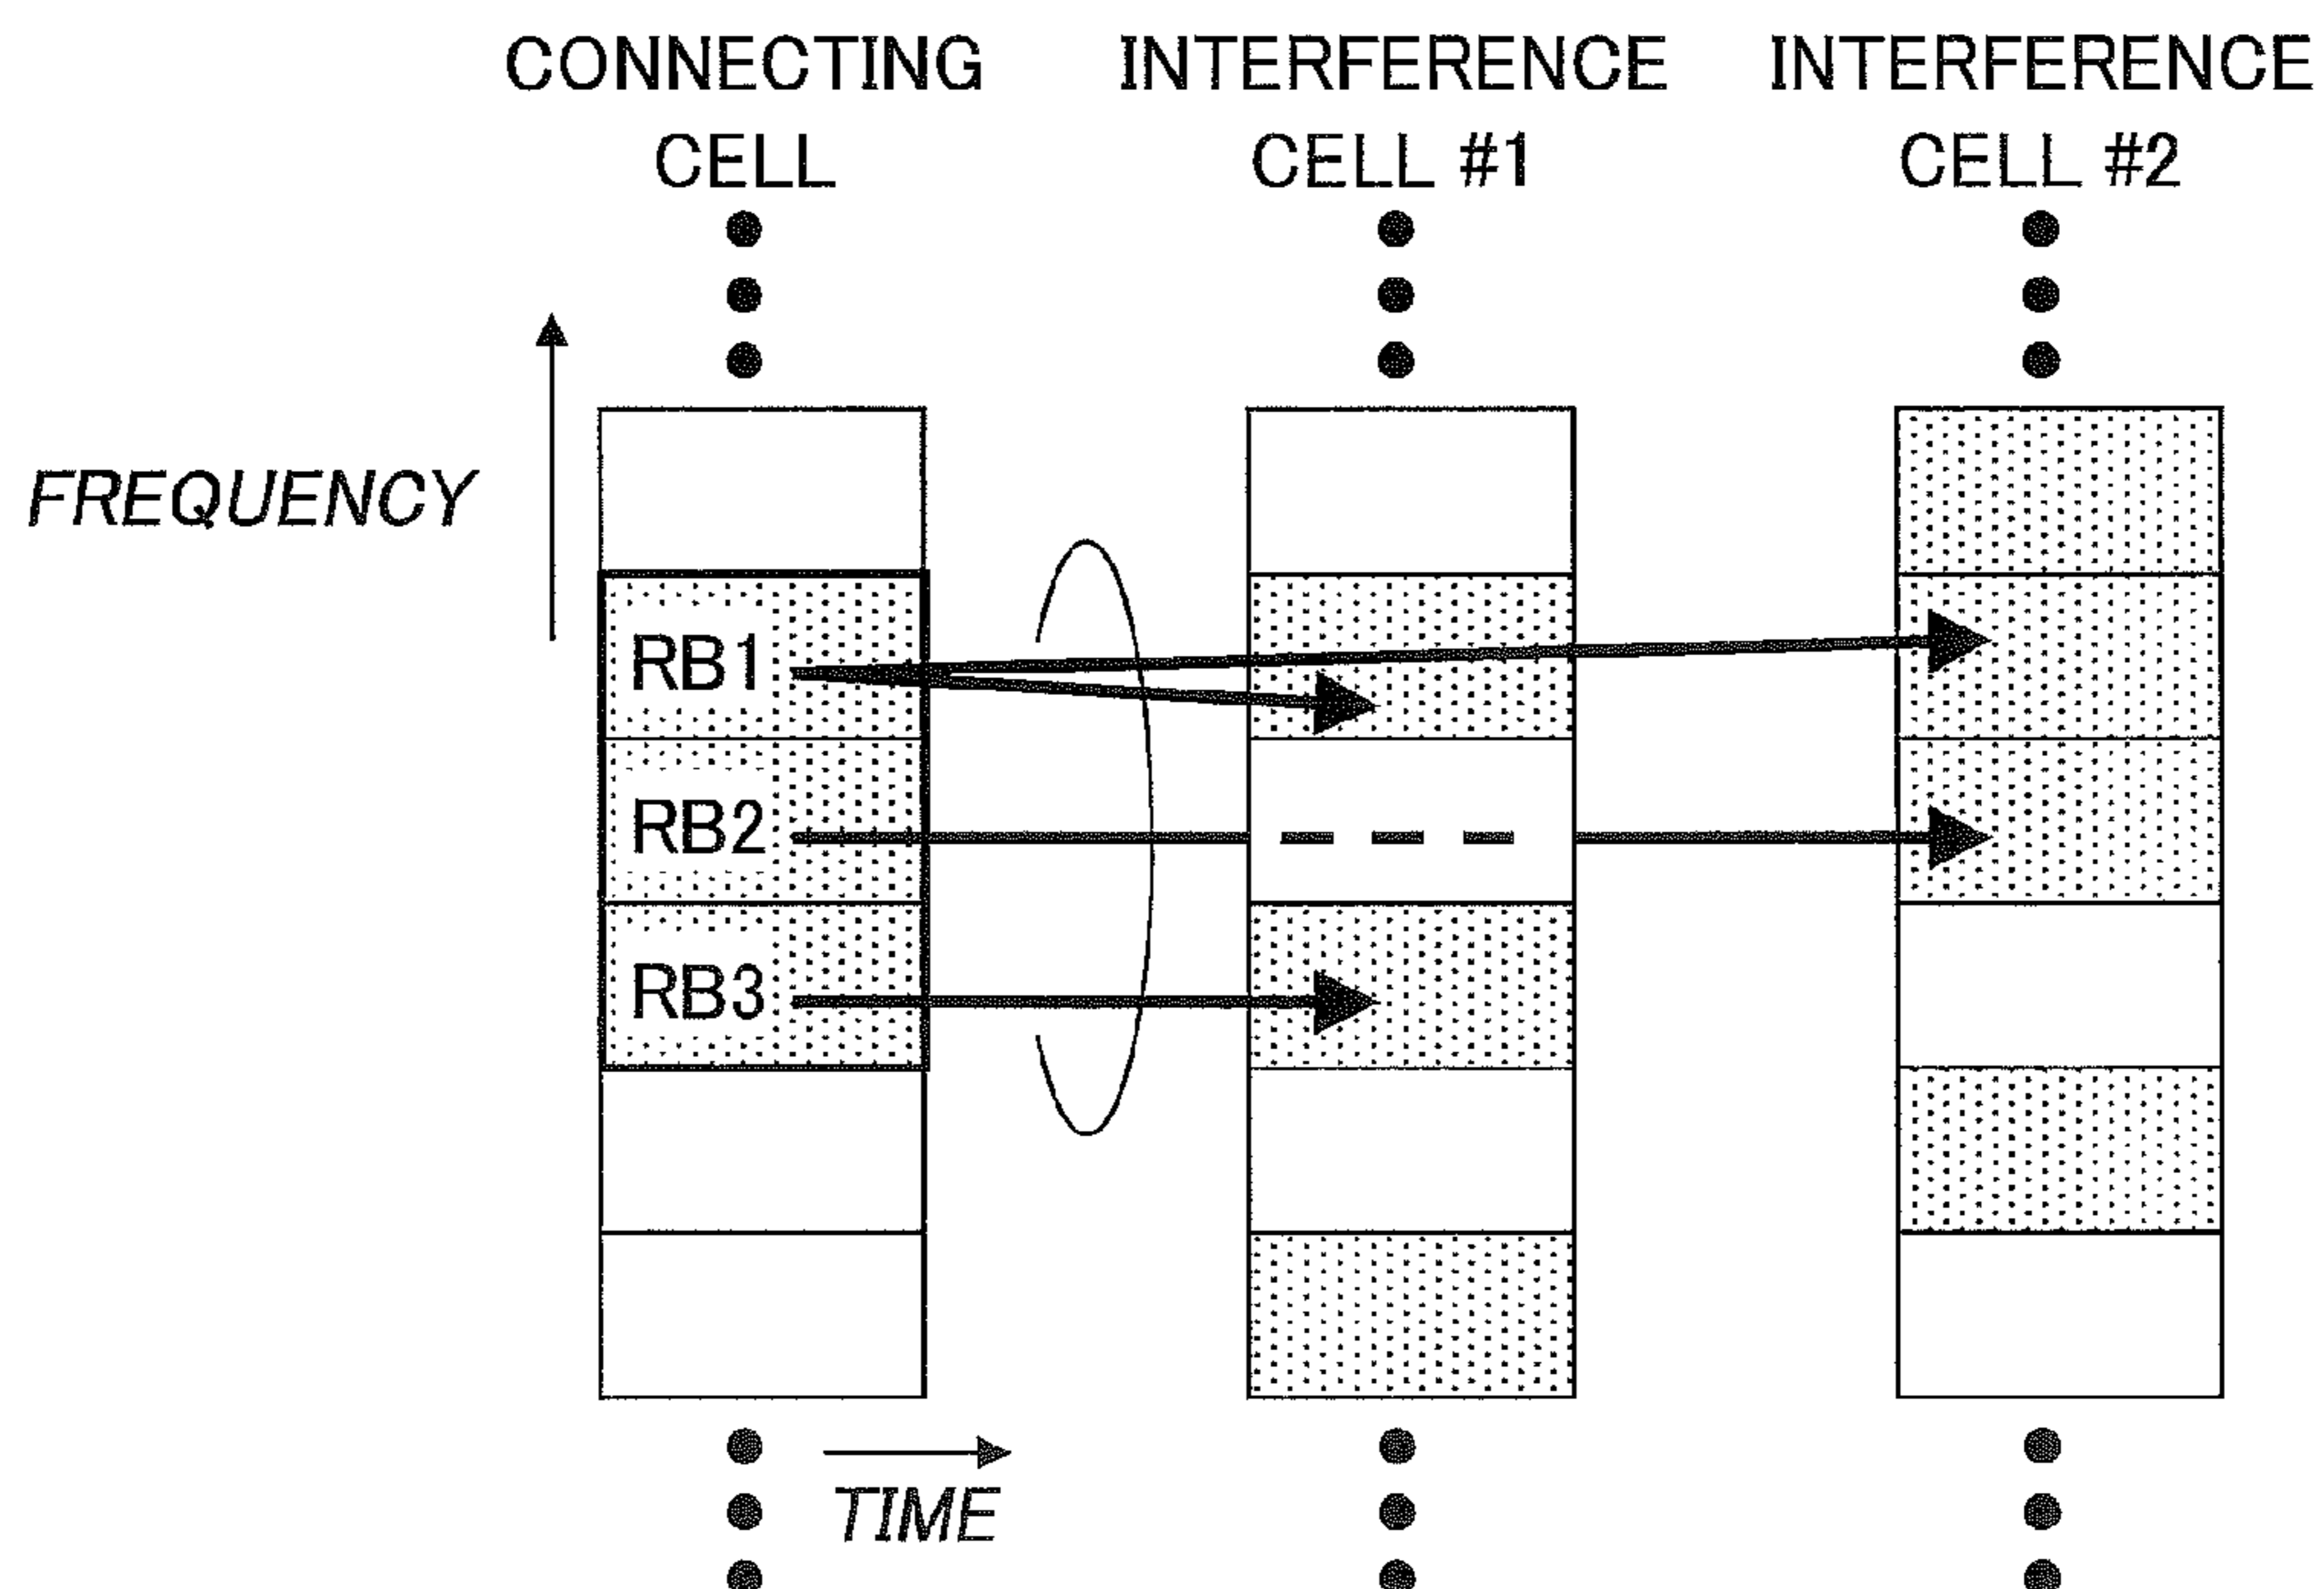 CONNECTING
CELL
INTERFERENCE
CELL #1
INTERFERENCE
CELL #2
FREQUENCY
RB1
RB2
RB3
TIME